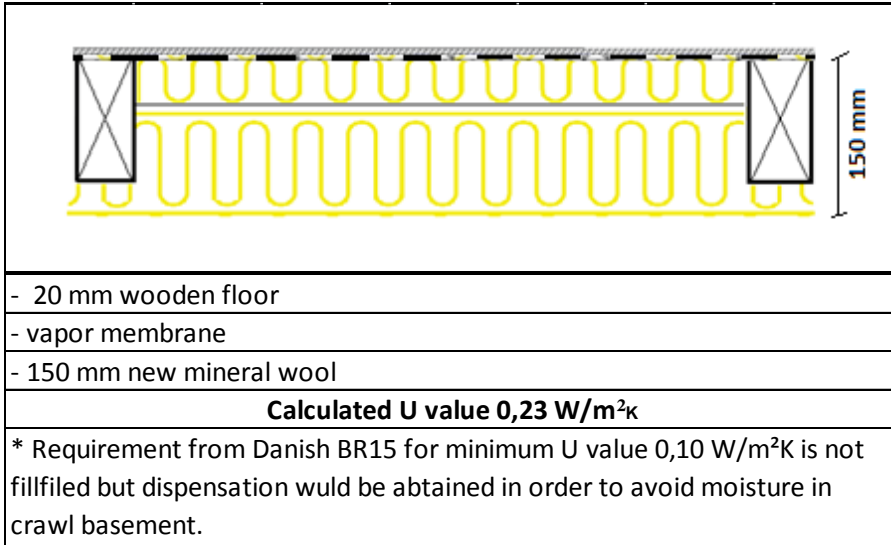 150 mm
- 20 mm wooden floor
- vapor membrane
- 150 mm new mineral wool
Calculated U value 0,23 W/m²K
* Requirement from Danish BR15 for minimum U value 0,10 W/m²K is not
fillfiled but dispensation wuld be abtained in order to avoid moisture in
crawl basement.